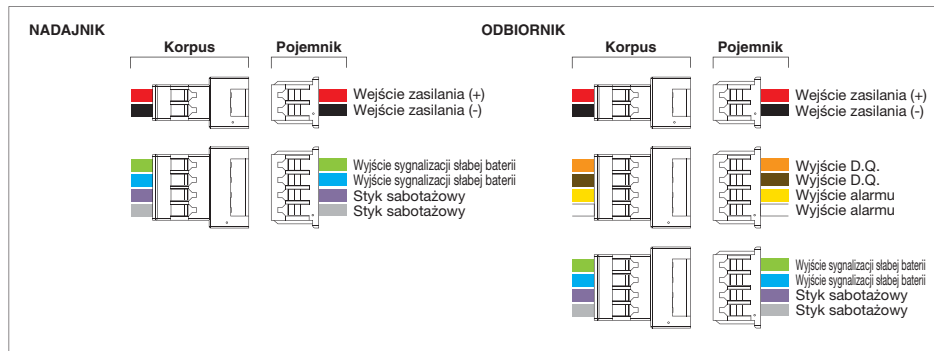 NADAJNIK
Korpus
Pojemnik
Wejście zasilania (+)
Wejście zasilania (-)
Wyjście sygnalizacji słabej baterii
Wyjście sygnalizacji słabej baterii
Styk sabotażowy
Styk sabotażowy
ODBIORNIK
Korpus
Pojemnik
Wejście zasilania (+)
Wejście zasilania (-)
Wyjście D.Q.
Wyjście D.Q.
Wyjście alarmu
Wyjście alarmu
Wyjście sygnalizacji słabej baterii
Wyjście sygnalizacji słabej baterii
Styk sabotażowy
Styk sabotażowy